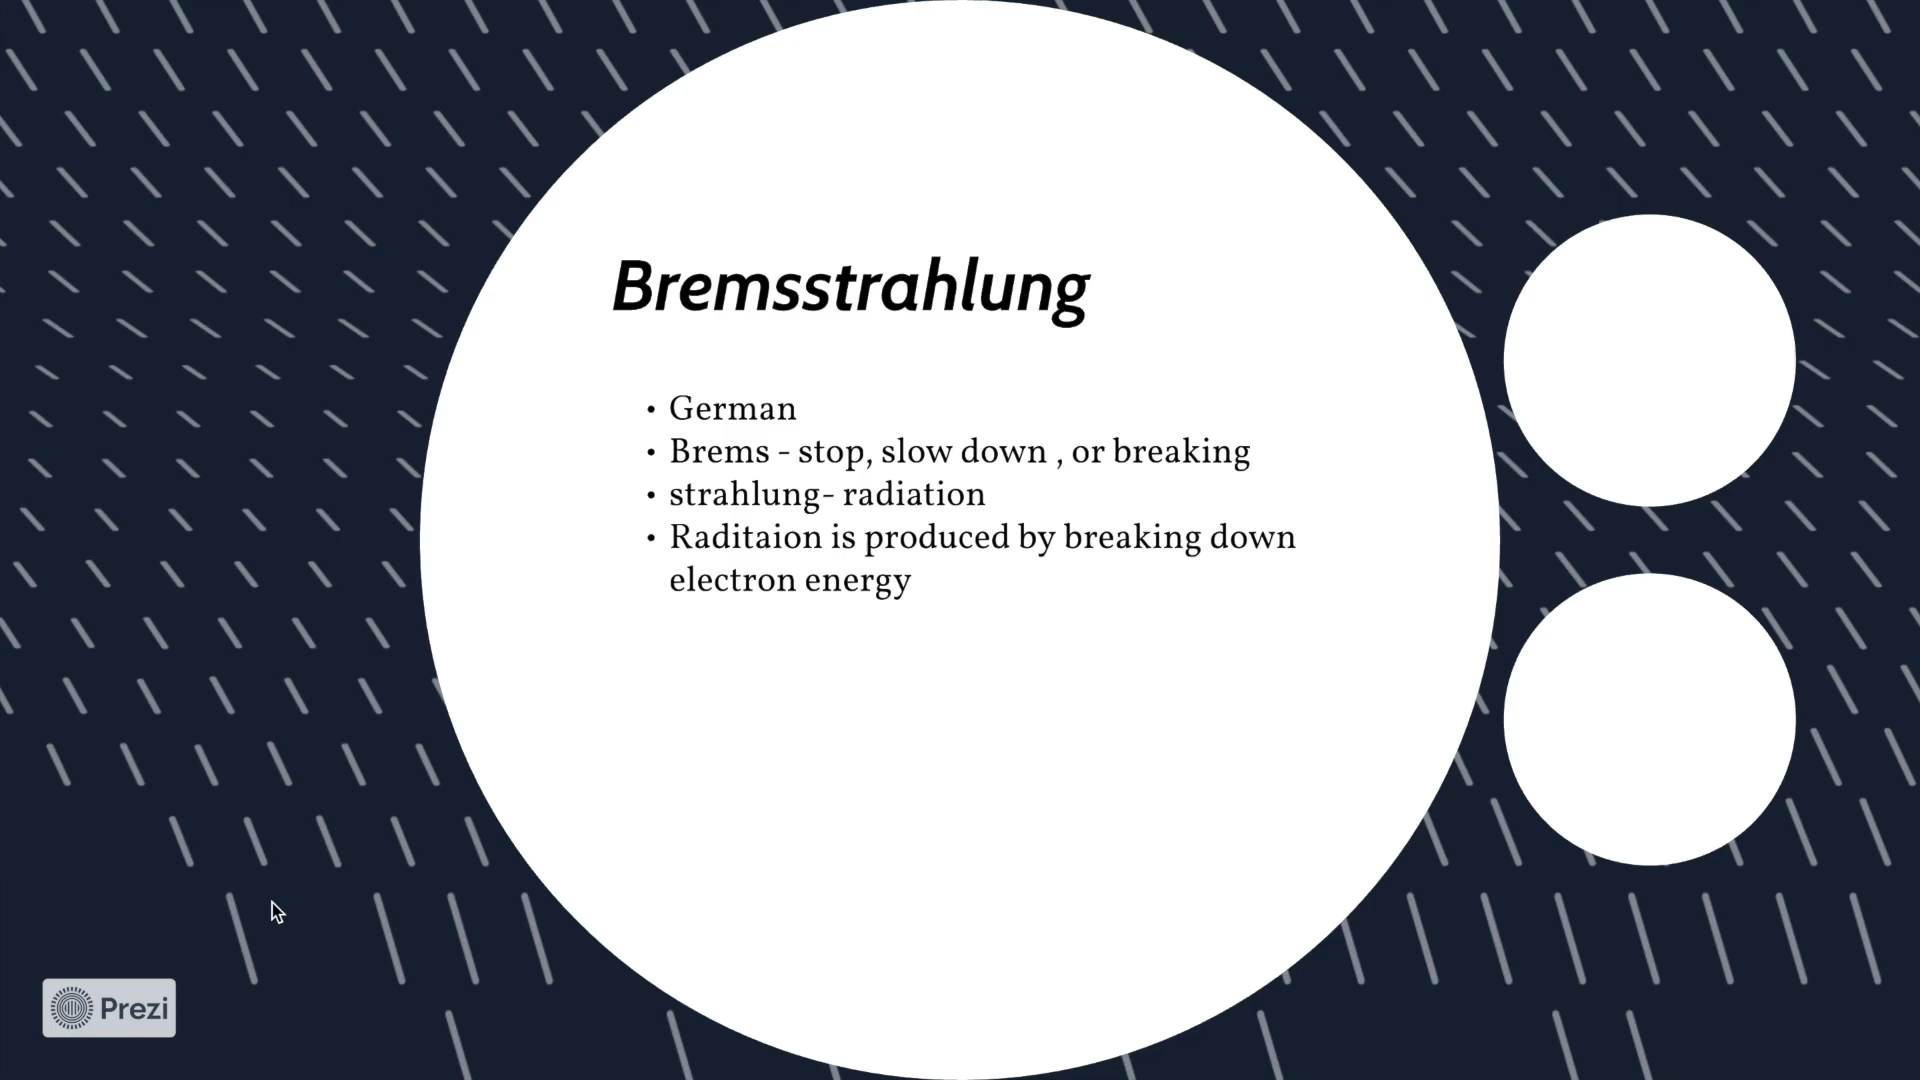 Bremsstrahlung
• German
• Brems - stop, slow down , or breaking
• strahlung- radiation
• Raditaion is produced by breaking down
electron energy
Prezi